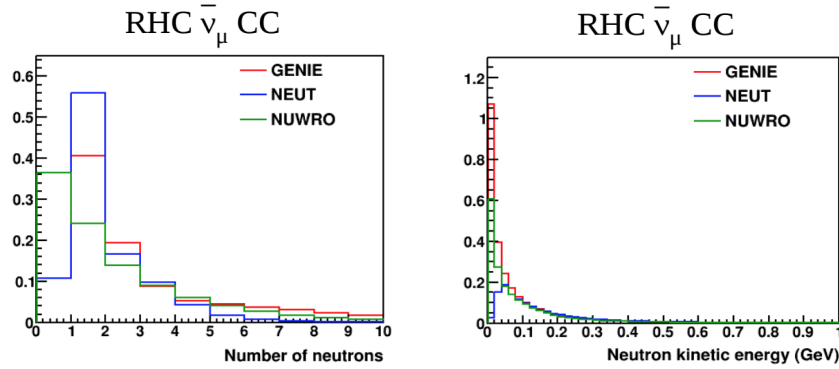 RHC ν̄μ CC
GENIE
NEUT
NUWRO
0.6
0.5
0.4
0.3
0.2
0.1
0
0 1 2 3 4 5 6 7 8 9 10
Number of neutrons
RHC ν̄μ CC
GENIE
NEUT
NUWRO
1.2
1
0.8
0.6
0.4
0.2
0
0 0.1 0.2 0.3 0.4 0.5 0.6 0.7 0.8 0.9 1
Neutron kinetic energy (GeV)